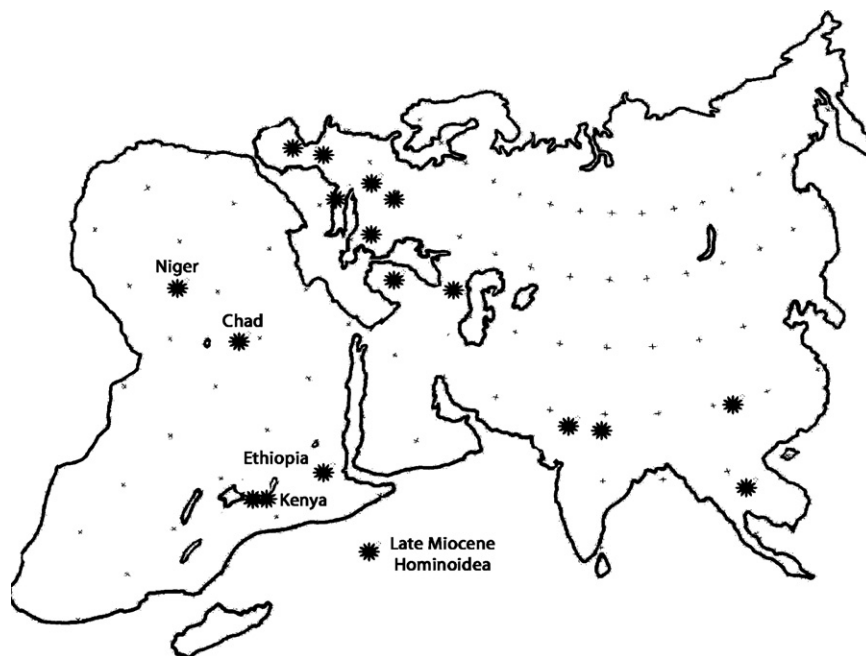 Niger
Chad
Ethiopia
Kenya
Late Miocene
Hominoidea